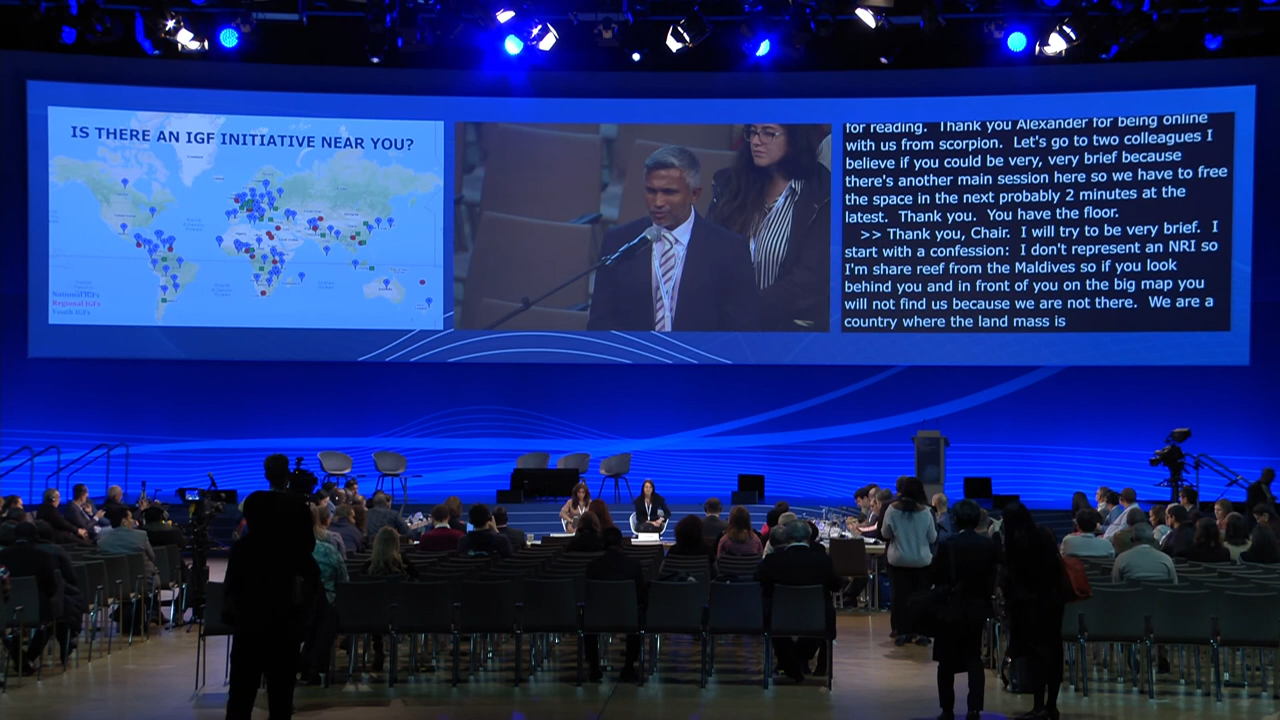 IS THERE AN IGF INITIATIVE NEAR YOU?
National IGFs
Regional IGFs
Youth IGFs
for reading. Thank you Alexander for being online
with us from scorpion. Let's go to two colleagues I
believe if you could be very, very brief because
there's another main session here so we have to free
the space in the next probably 2 minutes at the
latest. Thank you. You have the floor.
>> Thank you, Chair. I will try to be very brief. I
start with a confession: I don't represent an NRI so
I'm share reef from the Maldives so if you look
behind you and in front of you on the big map you
will not find us because we are not there. We are a
country where the land mass is